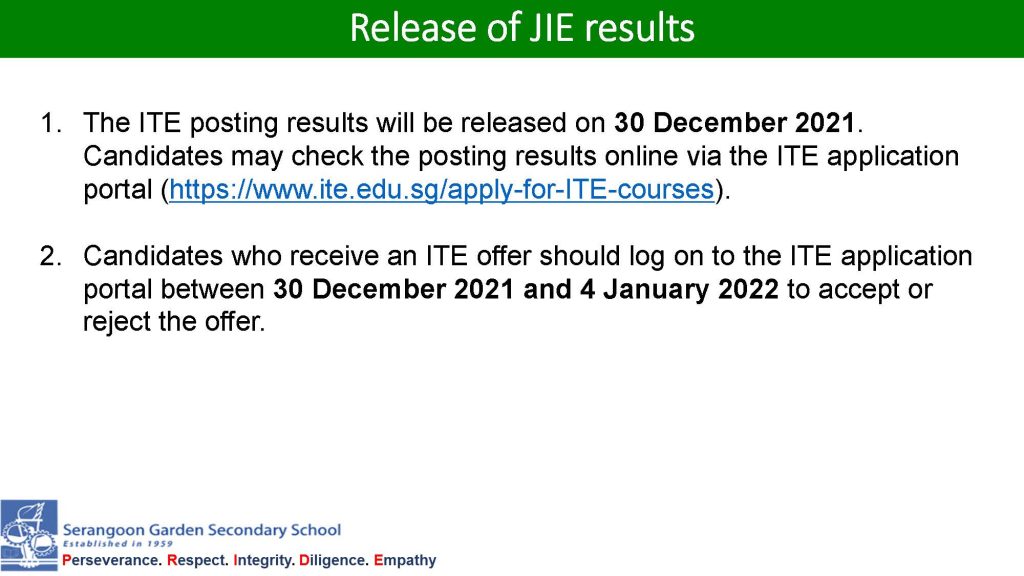 Release of JIE results
1. The ITE posting results will be released on 30 December 2021.
Candidates may check the posting results online via the ITE application
portal (https://www.ite.edu.sg/apply-for-ITE-courses).
2. Candidates who receive an ITE offer should log on to the ITE application
portal between 30 December 2021 and 4 January 2022 to accept or
reject the offer.
Serangoon Garden Secondary School
Established in 1959
Perseverance. Respect. Integrity. Diligence. Empathy